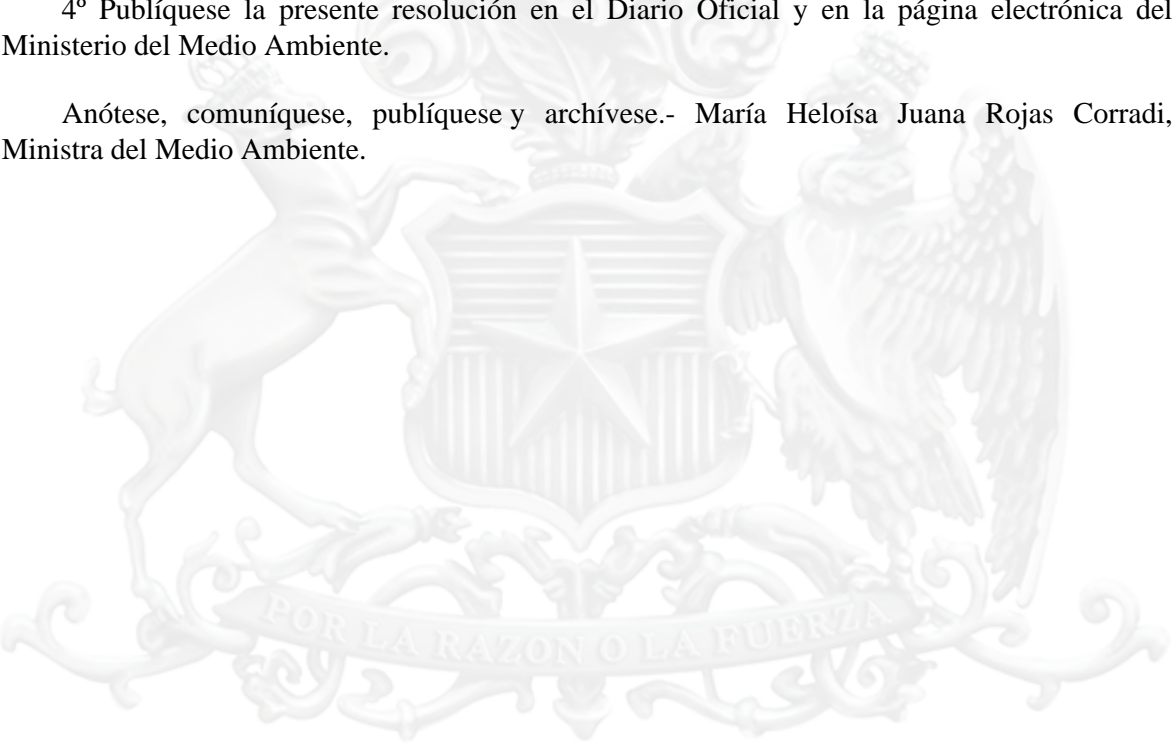 4º Publíquese la presente resolución en el Diario Oficial y en la página electrónica del
Ministerio del Medio Ambiente.
Anótese, comuníquese, publíquese y archívese.- María Heloísa Juana Rojas Corradi,
Ministra del Medio Ambiente.
POR LA RAZON O LA FUERZA